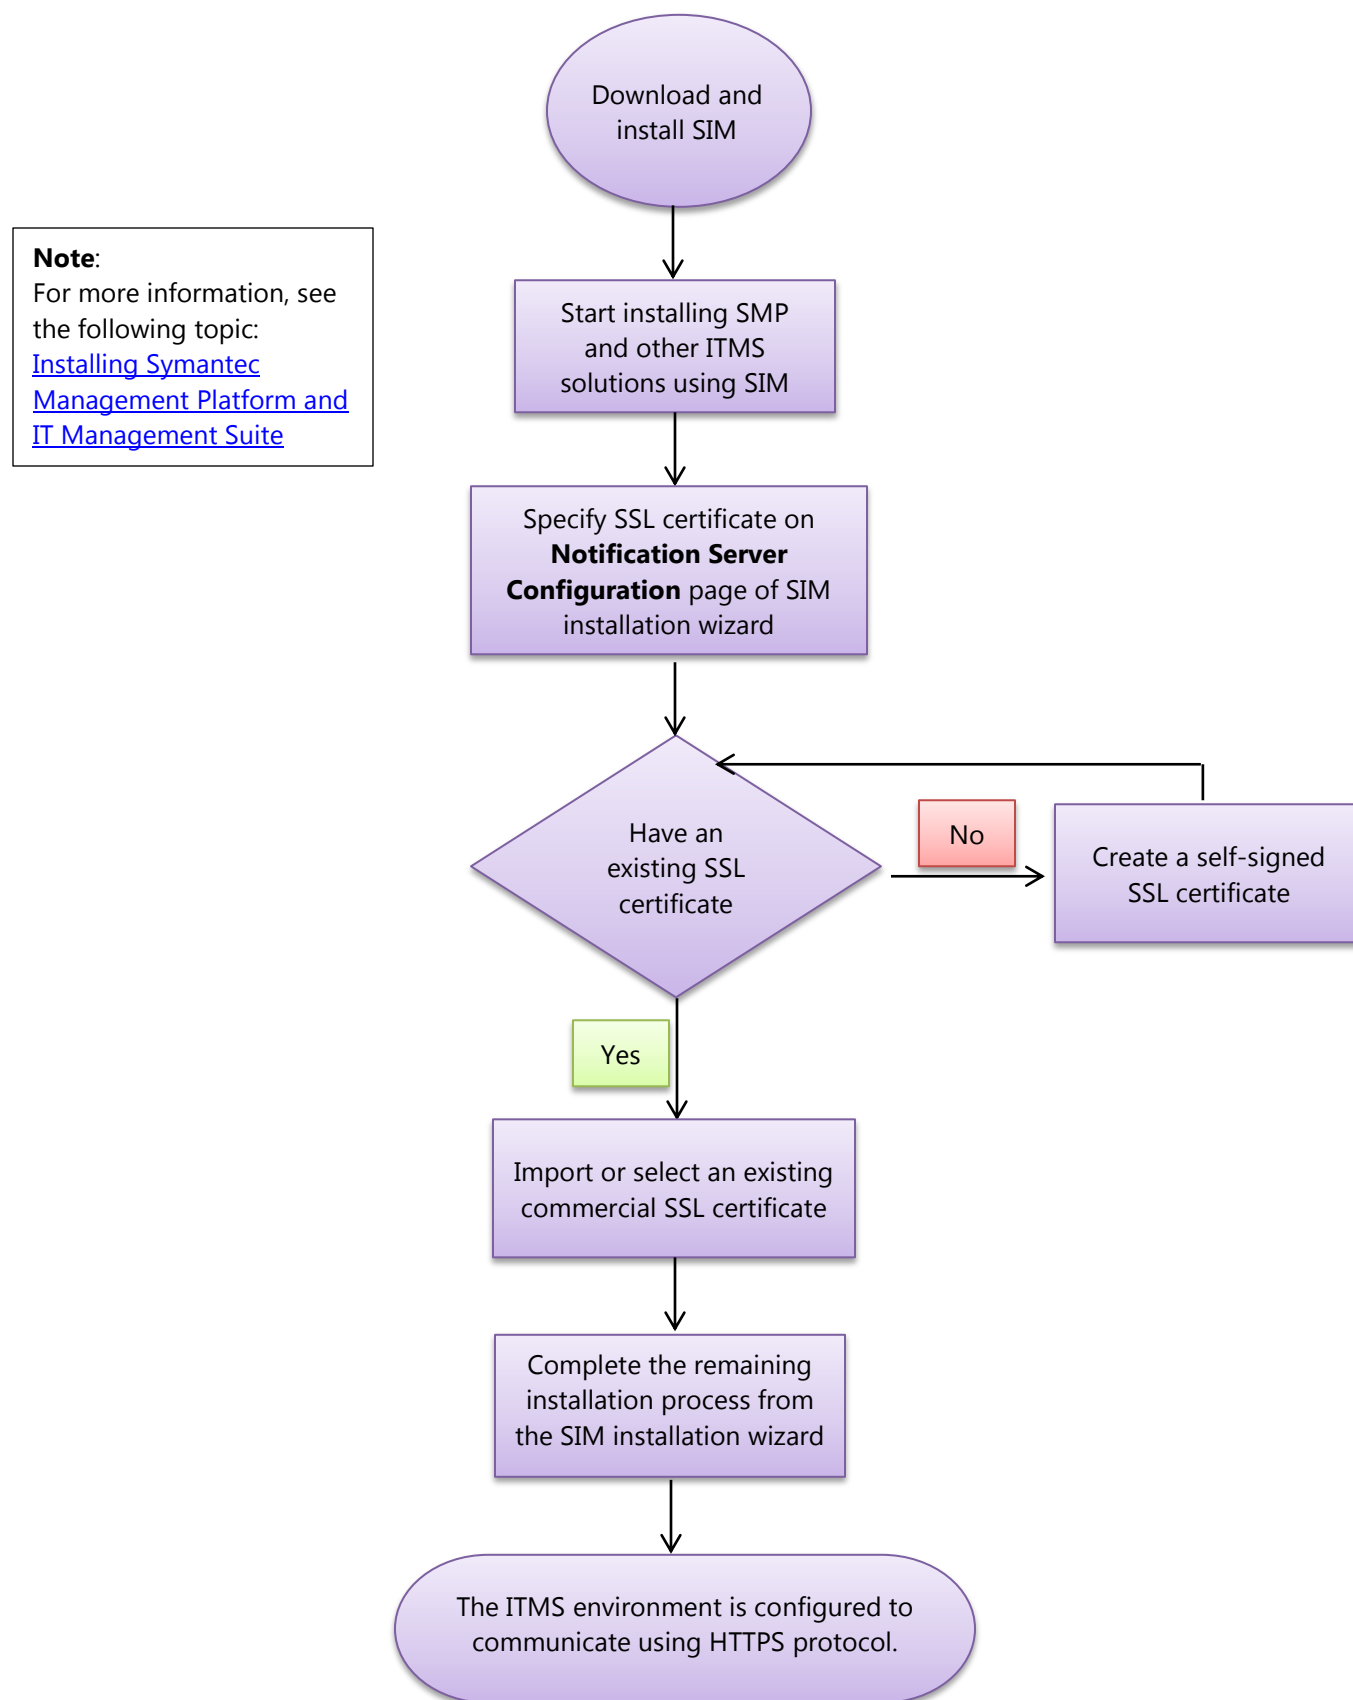 Download and
install SIM
Note:
For more information, see
the following topic:
Installing Symantec
Management Platform and
IT Management Suite
Start installing SMP
and other ITMS
solutions using SIM
Specify SSL certificate on
Notification Server
Configuration page of SIM
installation wizard
Have an
existing SSL
certificate
No
Create a self-signed
SSL certificate
Yes
Import or select an existing
commercial SSL certificate
Complete the remaining
installation process from
the SIM installation wizard
The ITMS environment is configured to
communicate using HTTPS protocol.